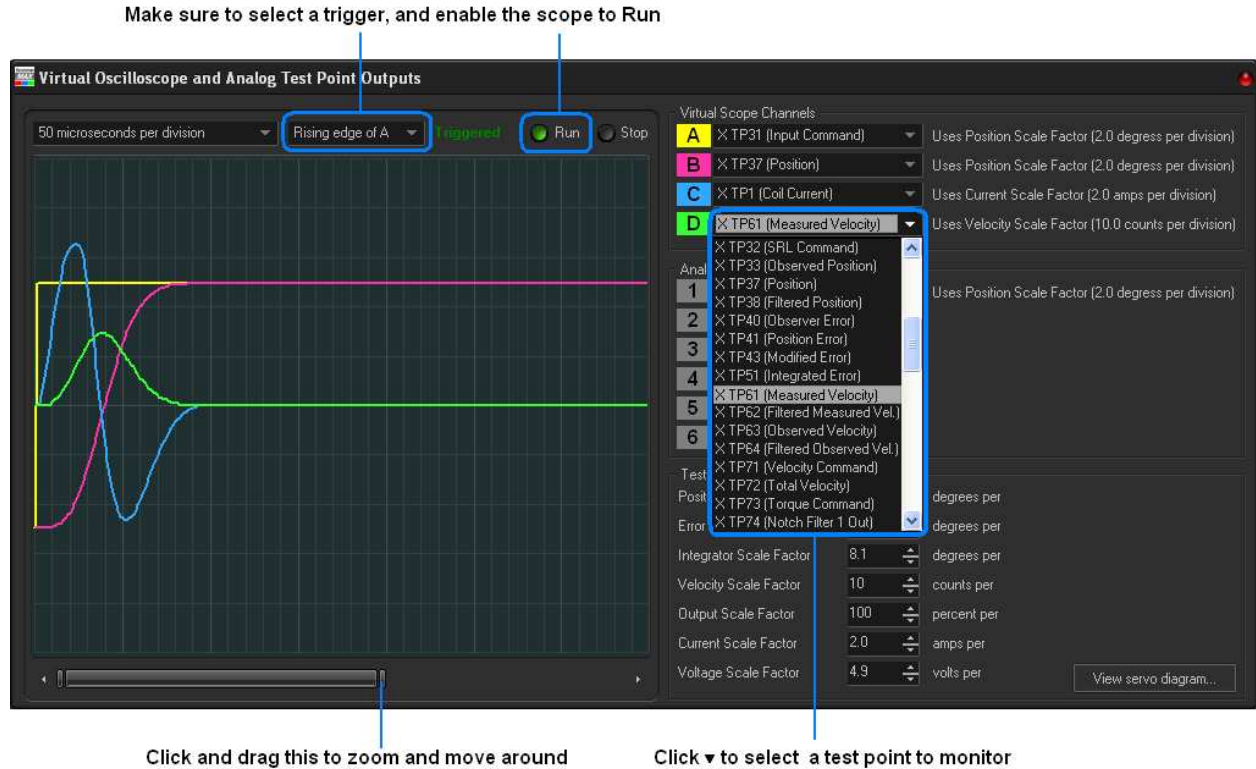 Make sure to select a trigger, and enable the scope to Run
Virtual Oscilloscope and Analog Test Point Outputs
50 microseconds per division
Rising edge of A
Triggered
Run
Stop
Virtual Scope Channels
A X TP31 (Input Command) Uses Position Scale Factor (2.0 degress per division)
B X TP37 (Position) Uses Position Scale Factor (2.0 degress per division)
C X TP1 (Coil Current) Uses Current Scale Factor (2.0 amps per division)
D X TP61 (Measured Velocity) Uses Velocity Scale Factor (10.0 counts per division)
X TP32 (SRL Command)
X TP33 (Observed Position)
X TP37 (Position)
X TP38 (Filtered Position)
X TP40 (Observer Error)
X TP41 (Position Error)
X TP43 (Modified Error)
X TP51 (Integrated Error)
X TP61 (Measured Velocity)
X TP62 (Filtered Measured Vel.)
X TP63 (Observed Velocity)
X TP64 (Filtered Observed Vel.)
X TP71 (Velocity Command)
X TP72 (Total Velocity)
X TP73 (Torque Command)
X TP74 (Notch Filter 1 Out)
Anal
1 Uses Position Scale Factor (2.0 degress per division)
2
3
4
5
6
Test
Posit degrees per
Error degrees per
Integrator Scale Factor 8.1 degrees per
Velocity Scale Factor 10 counts per
Output Scale Factor 100 percent per
Current Scale Factor 2.0 amps per
Voltage Scale Factor 4.9 volts per
View servo diagram...
Click and drag this to zoom and move around
Click ▾ to select a test point to monitor